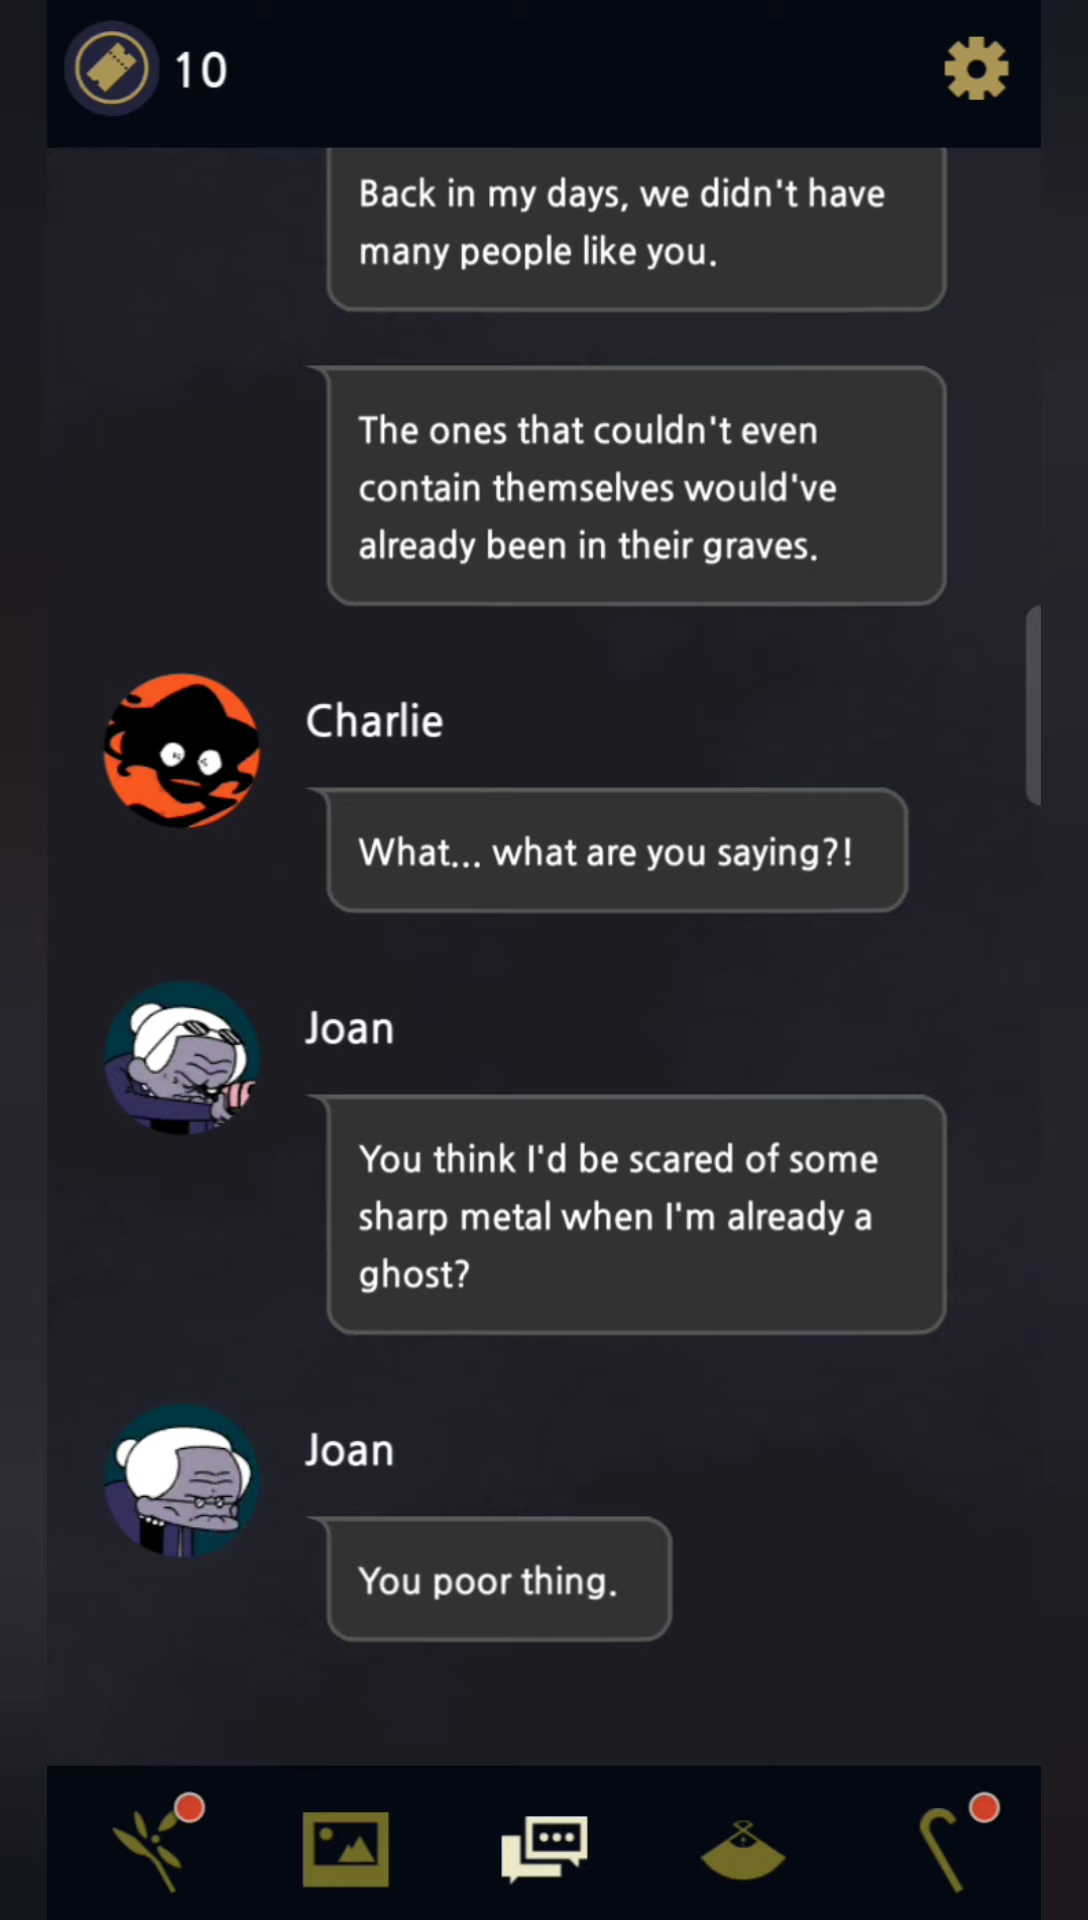 10
Back in my days, we didn't have
many people like you.
The ones that couldn't even
contain themselves would've
already been in their graves.
Charlie
What... what are you saying?!
Joan
You think I'd be scared of some
sharp metal when I'm already a
ghost?
Joan
You poor thing.